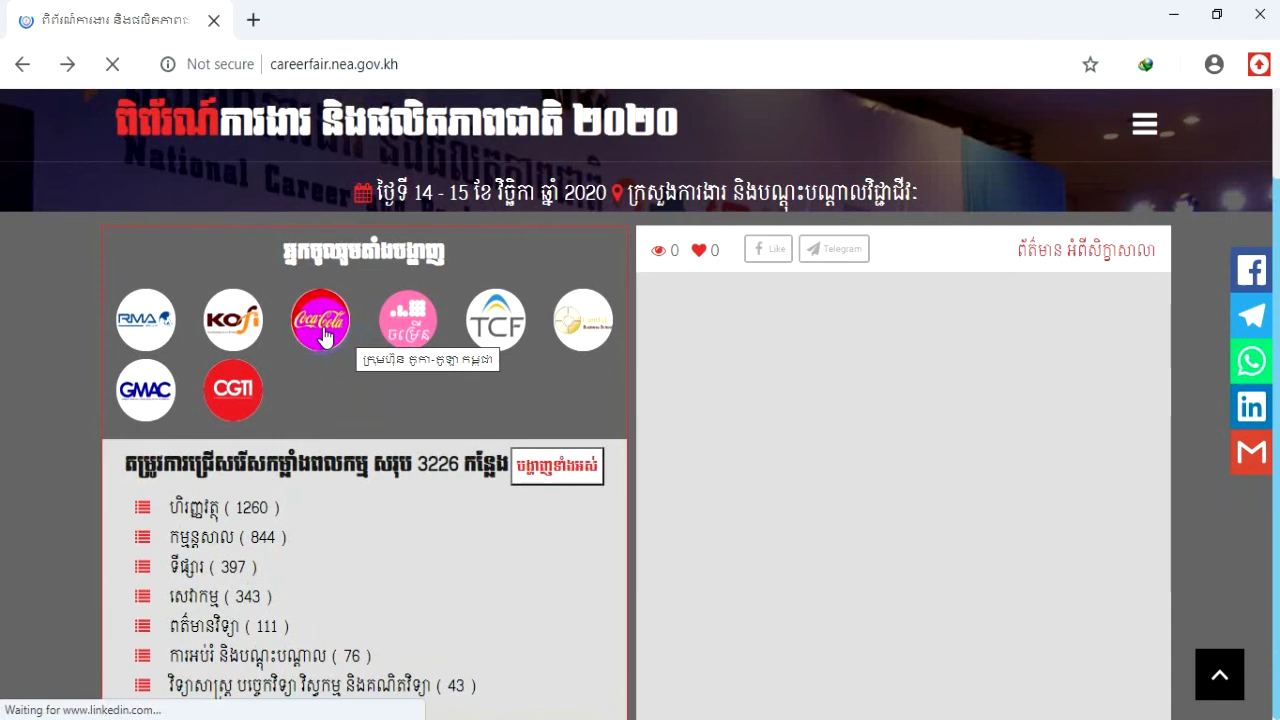 ពិព័រណ៍ការងារ និងផលិតភាពជា
Not secure
careerfair.nea.gov.kh
ពិព័រណ៍ការងារ និងផលិតភាពជាតិ ២០២០
National Career
ថ្ងៃទី 14 - 15 ខែ វិច្ឆិកា ឆ្នាំ 2020 ក្រសួងការងារ និងបណ្តុះបណ្តាលវិជ្ជាជីវៈ
អ្នកចូលរួមតាំងបង្ហាញ
0 0 Like Telegram ព័ត៌មាន អំពីសិក្ខាសាលា
RMA KOFI Coca-Cola ចម្រើន TCF
ក្រុមហ៊ុន កូកា-កូឡា កម្ពុជា
GMAC CGTI
តម្រូវការជ្រើសរើសកម្លាំងពលកម្ម សរុប 3226 កន្លែង បង្ហាញទាំងអស់
ហិរញ្ញវត្ថុ ( 1260 )
កម្មន្តសាល ( 844 )
ទីផ្សារ ( 397 )
សេវាកម្ម ( 343 )
ពត៌មានវិទ្យា ( 111 )
ការអប់រំ និងបណ្តុះបណ្តាល ( 76 )
វិទ្យាសាស្ត្រ បច្ចេកវិទ្យា វិស្វកម្ម និងគណិតវិទ្យា ( 43 )
Waiting for www.linkedin.com...